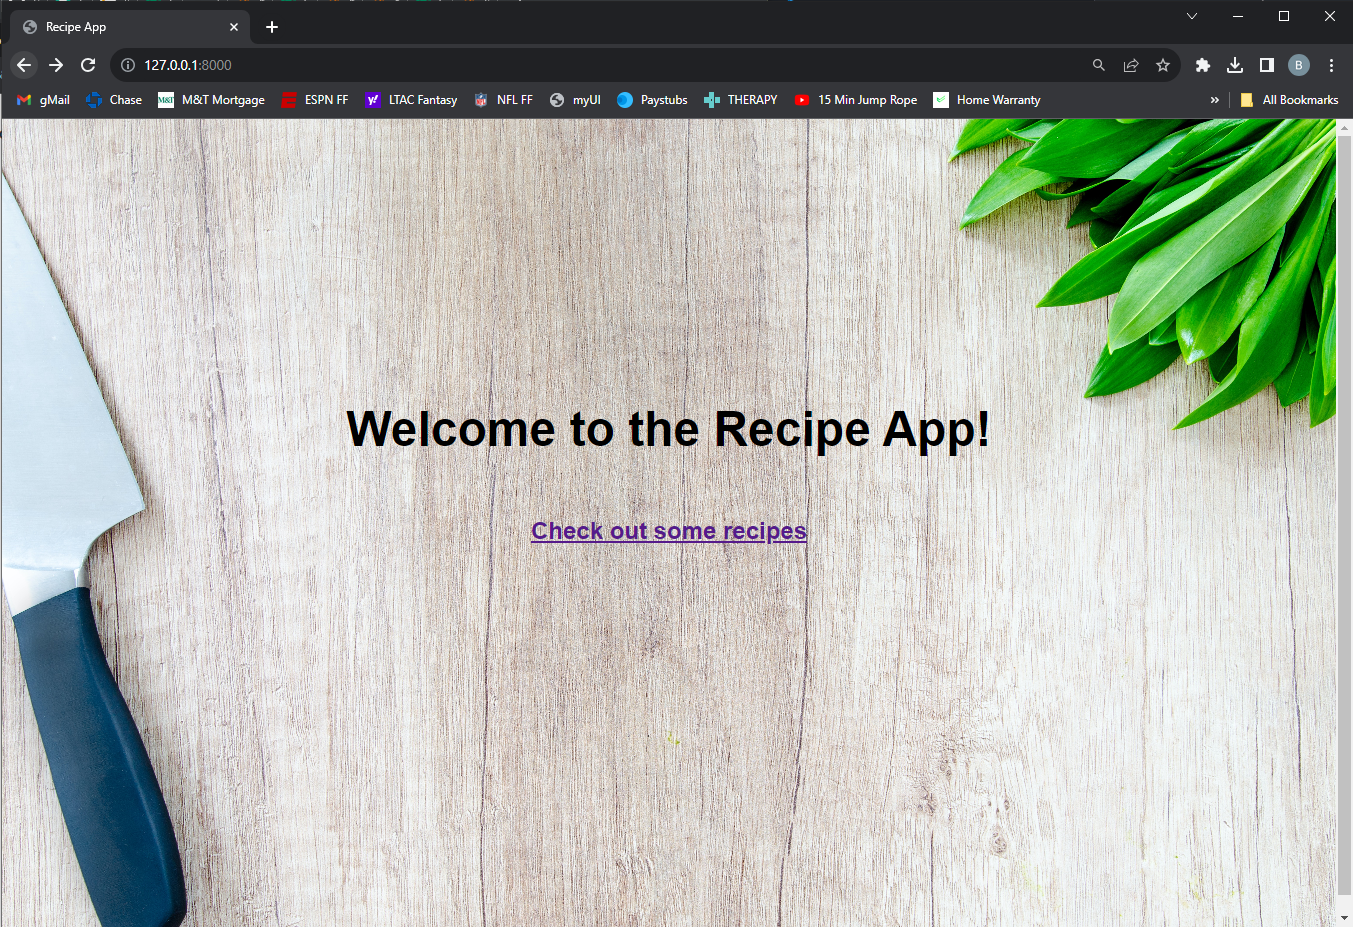 Recipe App
127.0.0.1:8000
gMail Chase M&T Mortgage ESPN FF LTAC Fantasy NFL FF myUI Paystubs THERAPY 15 Min Jump Rope Home Warranty » All Bookmarks
Welcome to the Recipe App!
Check out some recipes